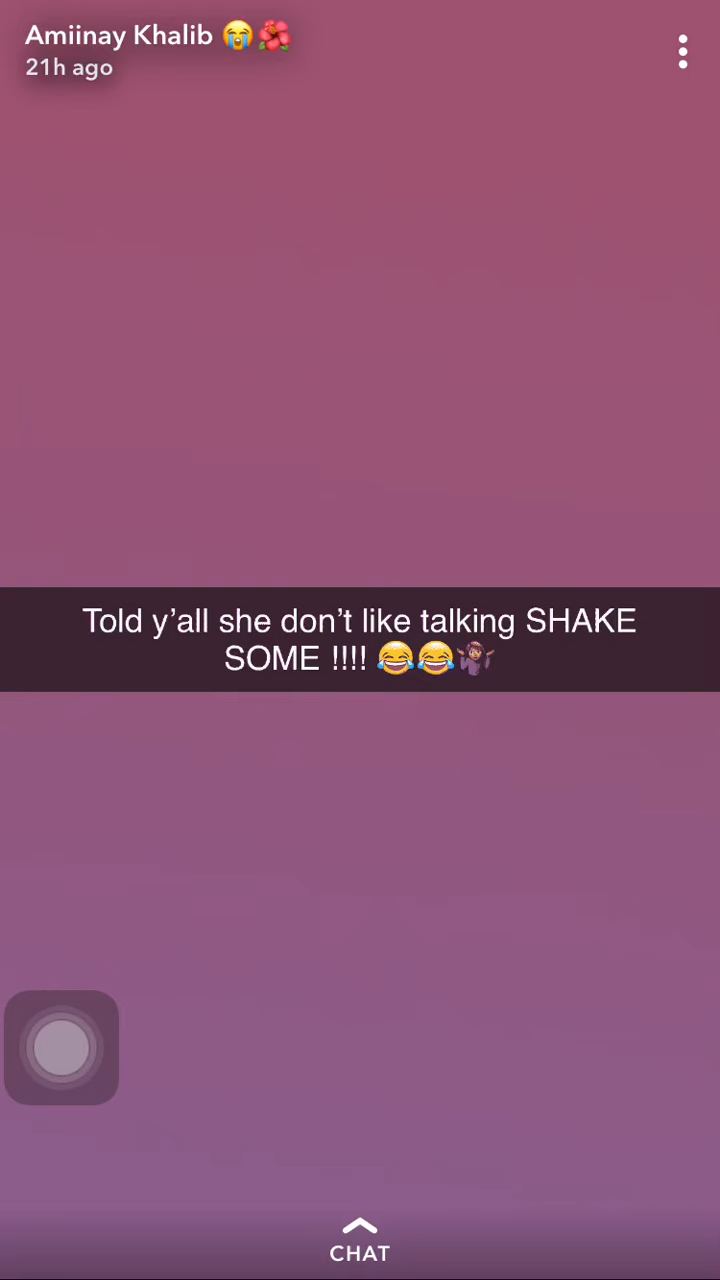 Amiinay Khalib 😭🌺
21h ago
Told y’all she don’t like talking SHAKE
SOME !!!! 😂😂🤷🏽‍♀️
CHAT